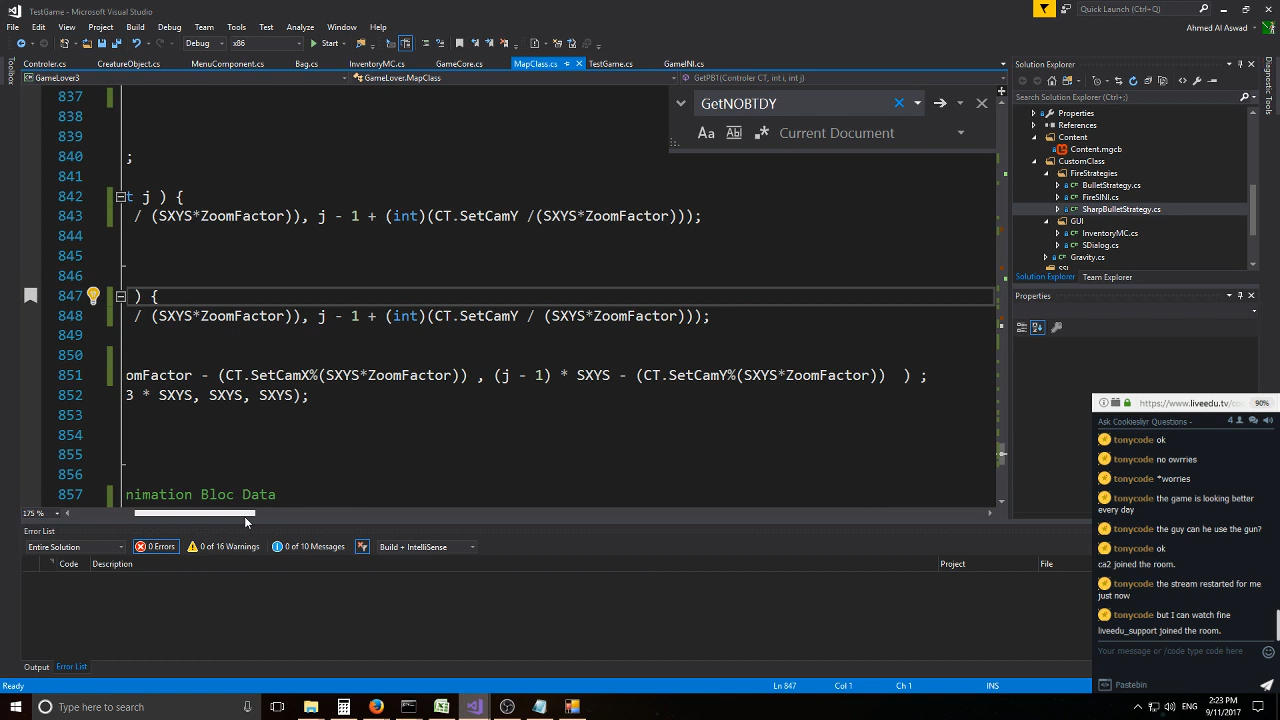 TestGame - Microsoft Visual Studio
Quick Launch (Ctrl+Q)
File Edit View Project Build Debug Team Tools Test Analyze Window Help
Ahmed Al Aswad
Debug x86 Start
Controler.cs CreatureObject.cs MenuComponent.cs Bag.cs InventoryMC.cs GameCore.cs MapClass.cs TestGame.cs GameINI.cs
GameLover3 GameLover.MapClass GetPB1(Controler CT, int i, int j)
Toolbox
Diagnostic Tools
GetNOBTDY
Aa Ab Current Document
837
838
839
840 ;
841
842 t j ) {
843 / (SXYS*ZoomFactor)), j - 1 + (int)(CT.SetCamY /(SXYS*ZoomFactor)));
844
845
846
847 ) {
848 / (SXYS*ZoomFactor)), j - 1 + (int)(CT.SetCamY / (SXYS*ZoomFactor)));
849
850
851 omFactor - (CT.SetCamX%(SXYS*ZoomFactor)) , (j - 1) * SXYS - (CT.SetCamY%(SXYS*ZoomFactor)) ) ;
852 3 * SXYS, SXYS, SXYS);
853
854
855
856
857 nimation Bloc Data
175 %
Solution Explorer
Search Solution Explorer (Ctrl+;)
Properties
References
Content
Content.mgcb
CustomClass
FireStrategies
BulletStrategy.cs
FireSINI.cs
SharpBulletStrategy.cs
GUI
InventoryMC.cs
SDialog.cs
Gravity.cs
Solution Explorer Team Explorer
Properties
Error List
Entire Solution 0 Errors 0 of 16 Warnings 0 of 10 Messages Build + IntelliSense
Code Description Project File
Output Error List
Ready Ln 847 Col 1 Ch 1 INS
https://www.liveedu.tv/co 90%
Ask Cookieslyr Questions - 4
tonycode ok
tonycode no owrries
tonycode *worries
tonycode the game is looking better
every day
tonycode the guy can he use the gun?
tonycode ok
ca2 joined the room.
tonycode the stream restarted for me
just now
tonycode but I can watch fine
liveedu_support joined the room.
Your message or /code type code here
Pastebin
Type here to search
ENG
2:23 PM
9/11/2017